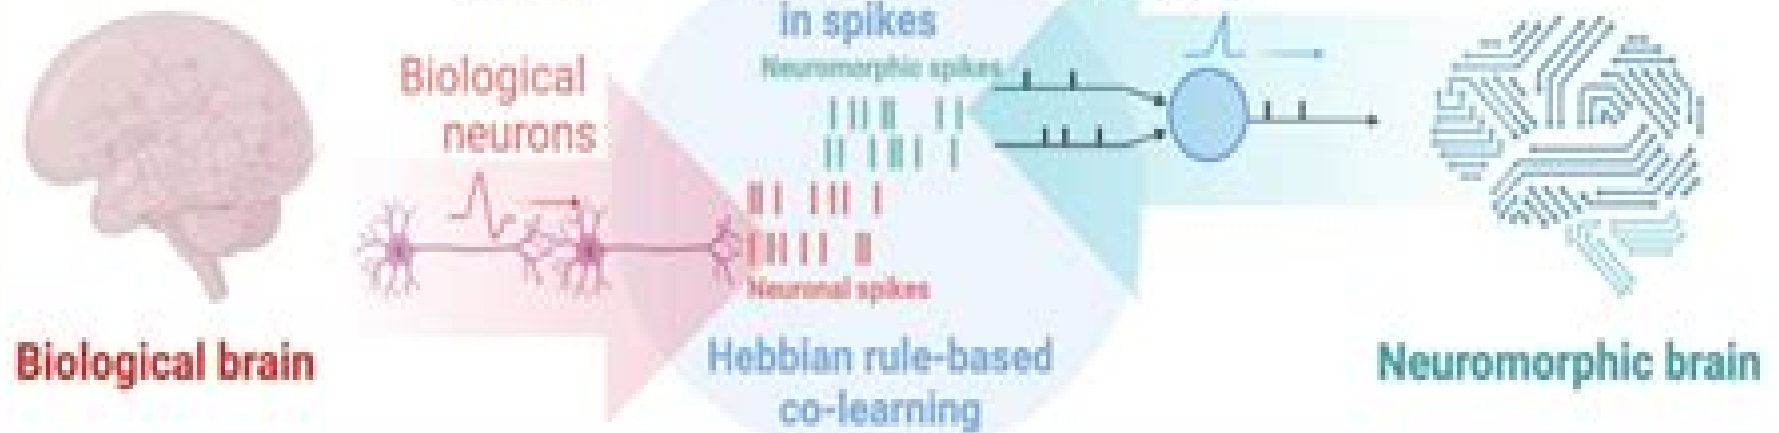 in spikes
Neuromorphic spikes
Biological
neurons
Neuronal spikes
Hebbian rule-based
co-learning
Biological brain
Neuromorphic brain